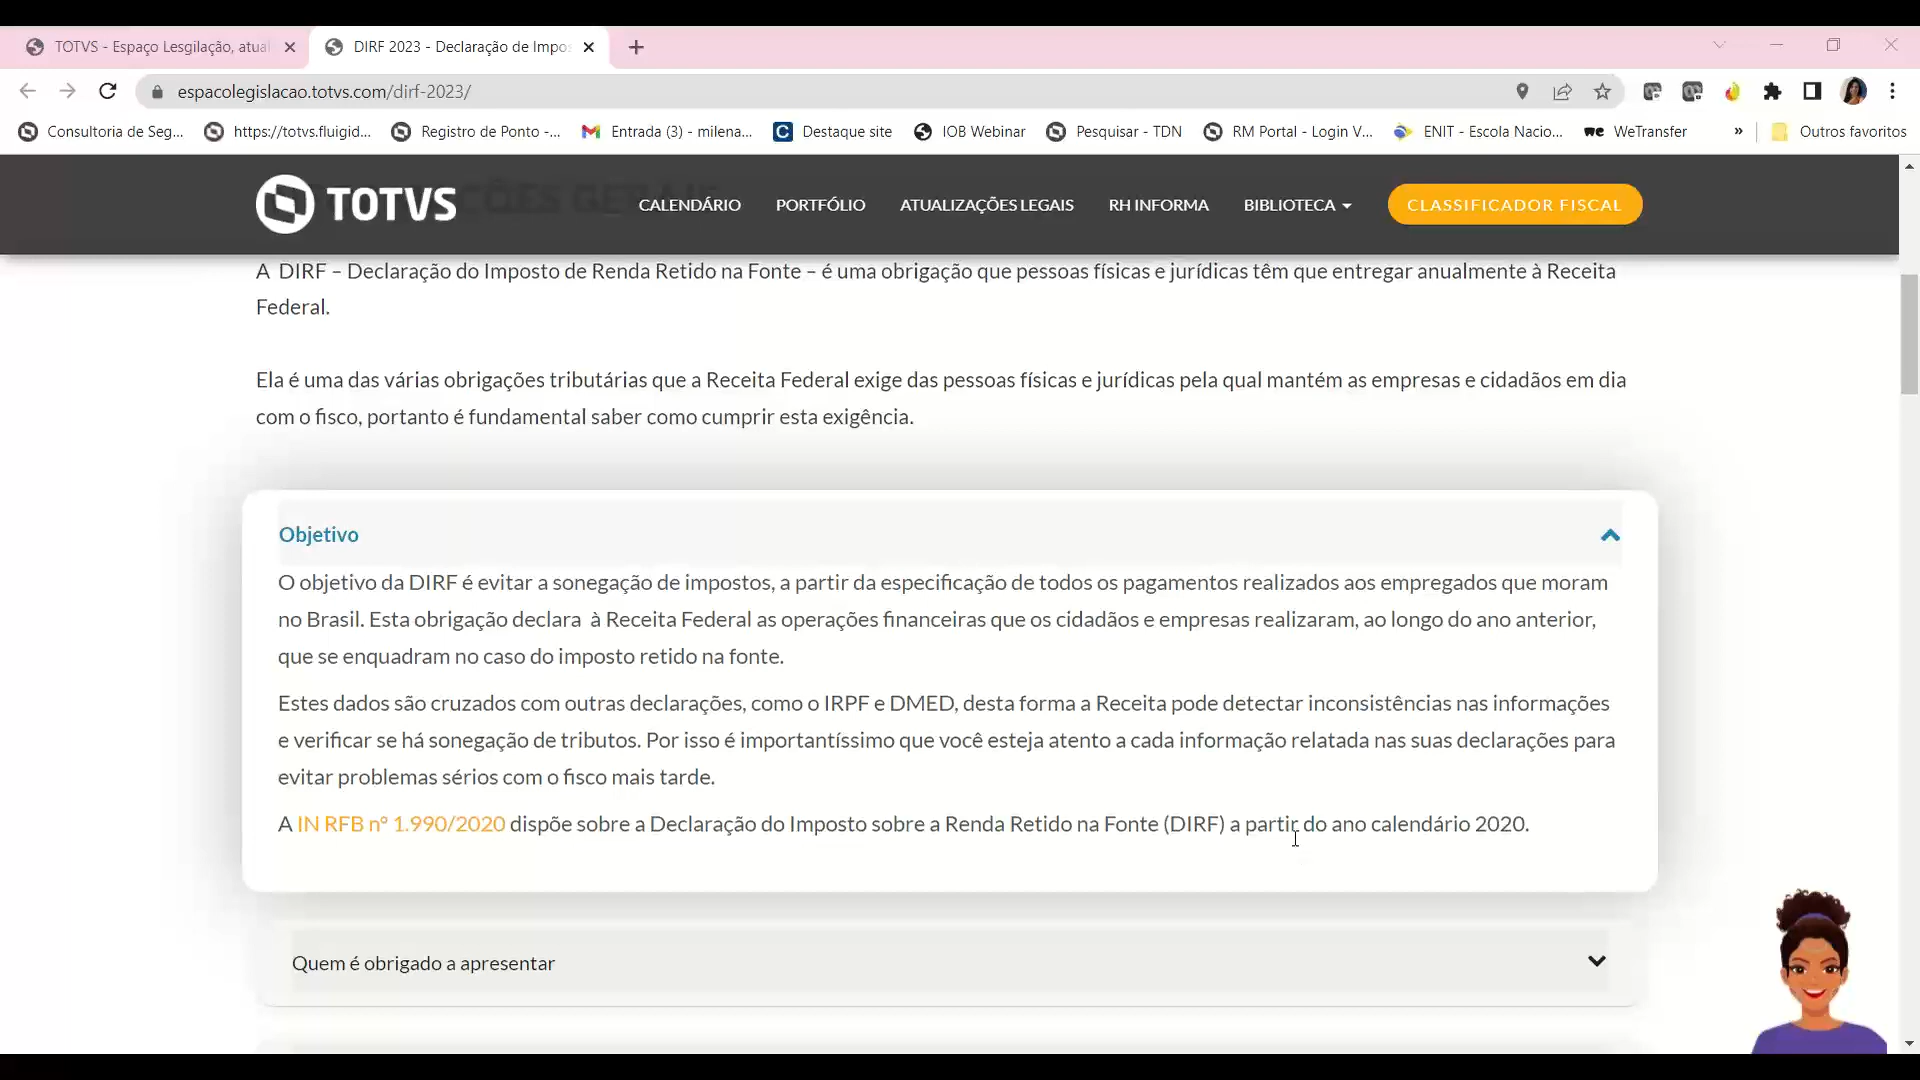 TOTVS - Espaço Lesgilação, atual
DIRF 2023 - Declaração de Impo
espacolegislacao.totvs.com/dirf-2023/
Consultoria de Seg...
https://totvs.fluigid...
Registro de Ponto -...
Entrada (3) - milena...
Destaque site
IOB Webinar
Pesquisar - TDN
RM Portal - Login V...
ENIT - Escola Nacio...
WeTransfer
»
Outros favoritos
TOTVS
CALENDÁRIO
PORTFÓLIO
ATUALIZAÇÕES LEGAIS
RH INFORMA
BIBLIOTECA
CLASSIFICADOR FISCAL
A DIRF – Declaração do Imposto de Renda Retido na Fonte – é uma obrigação que pessoas físicas e jurídicas têm que entregar anualmente à Receita
Federal.
Ela é uma das várias obrigações tributárias que a Receita Federal exige das pessoas físicas e jurídicas pela qual mantém as empresas e cidadãos em dia
com o fisco, portanto é fundamental saber como cumprir esta exigência.
Objetivo
O objetivo da DIRF é evitar a sonegação de impostos, a partir da especificação de todos os pagamentos realizados aos empregados que moram
no Brasil. Esta obrigação declara à Receita Federal as operações financeiras que os cidadãos e empresas realizaram, ao longo do ano anterior,
que se enquadram no caso do imposto retido na fonte.
Estes dados são cruzados com outras declarações, como o IRPF e DMED, desta forma a Receita pode detectar inconsistências nas informações
e verificar se há sonegação de tributos. Por isso é importantíssimo que você esteja atento a cada informação relatada nas suas declarações para
evitar problemas sérios com o fisco mais tarde.
A IN RFB nº 1.990/2020 dispõe sobre a Declaração do Imposto sobre a Renda Retido na Fonte (DIRF) a partir do ano calendário 2020.
Quem é obrigado a apresentar